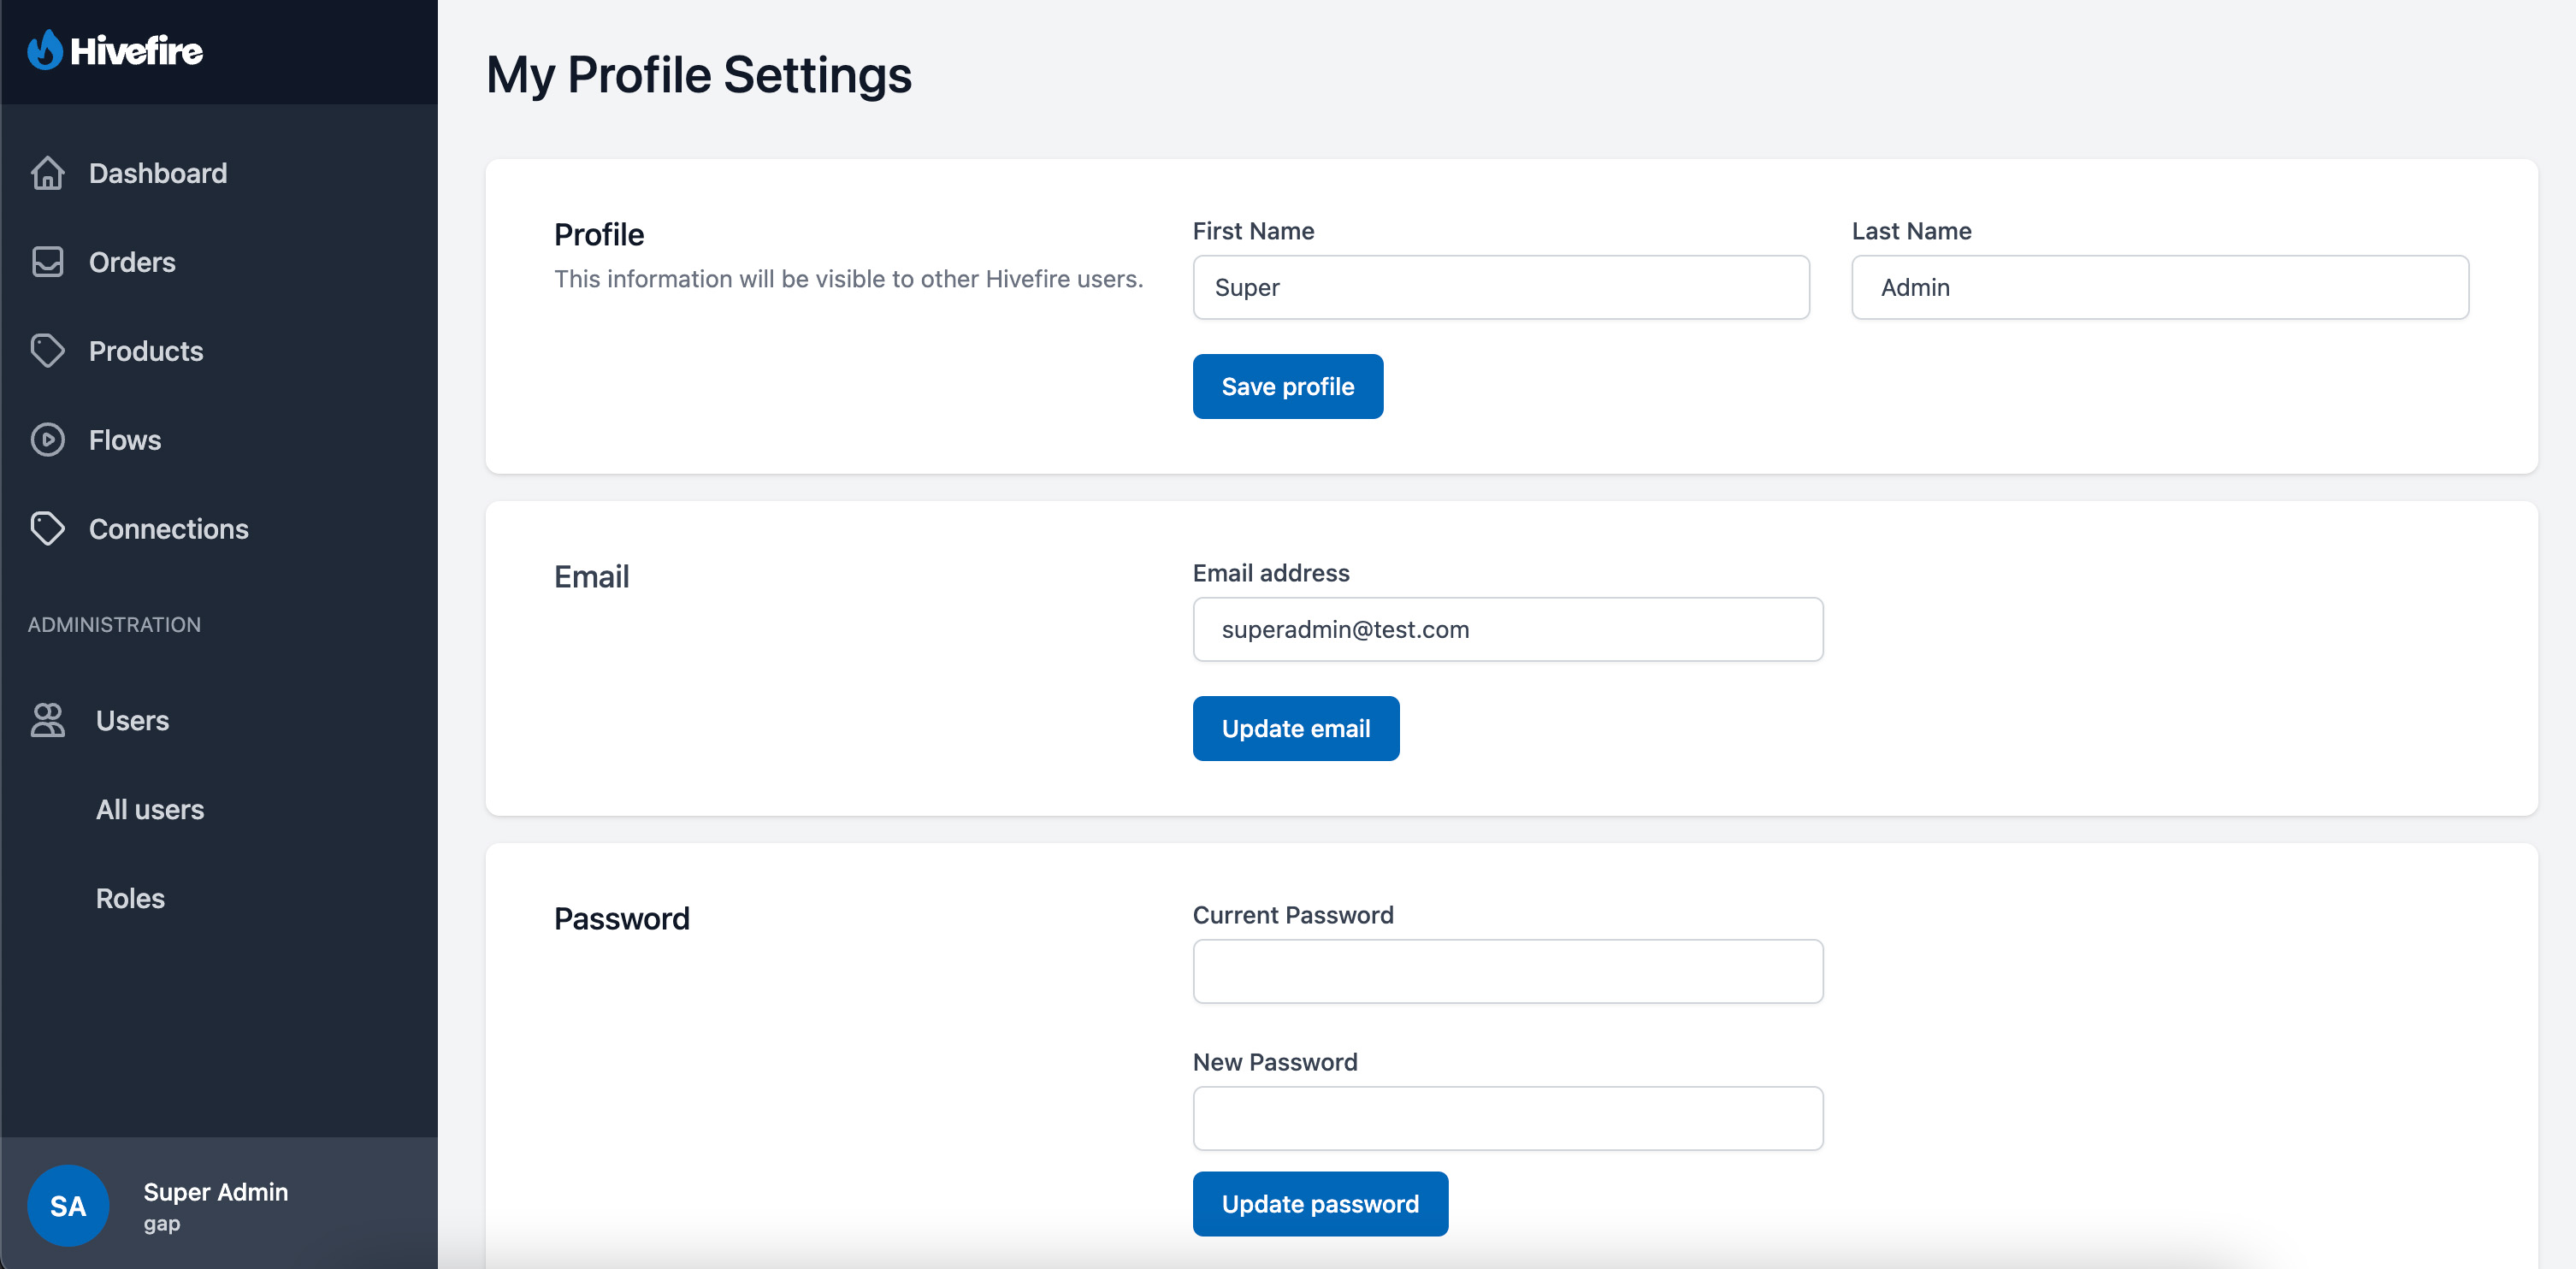 Hivefire
Dashboard
Orders
Products
Flows
Connections
ADMINISTRATION
Users
All users
Roles
SA
Super Admin
gap
My Profile Settings
Profile
This information will be visible to other Hivefire users.
First Name
Super
Last Name
Admin
Save profile
Email
Email address
superadmin@test.com
Update email
Password
Current Password
New Password
Update password